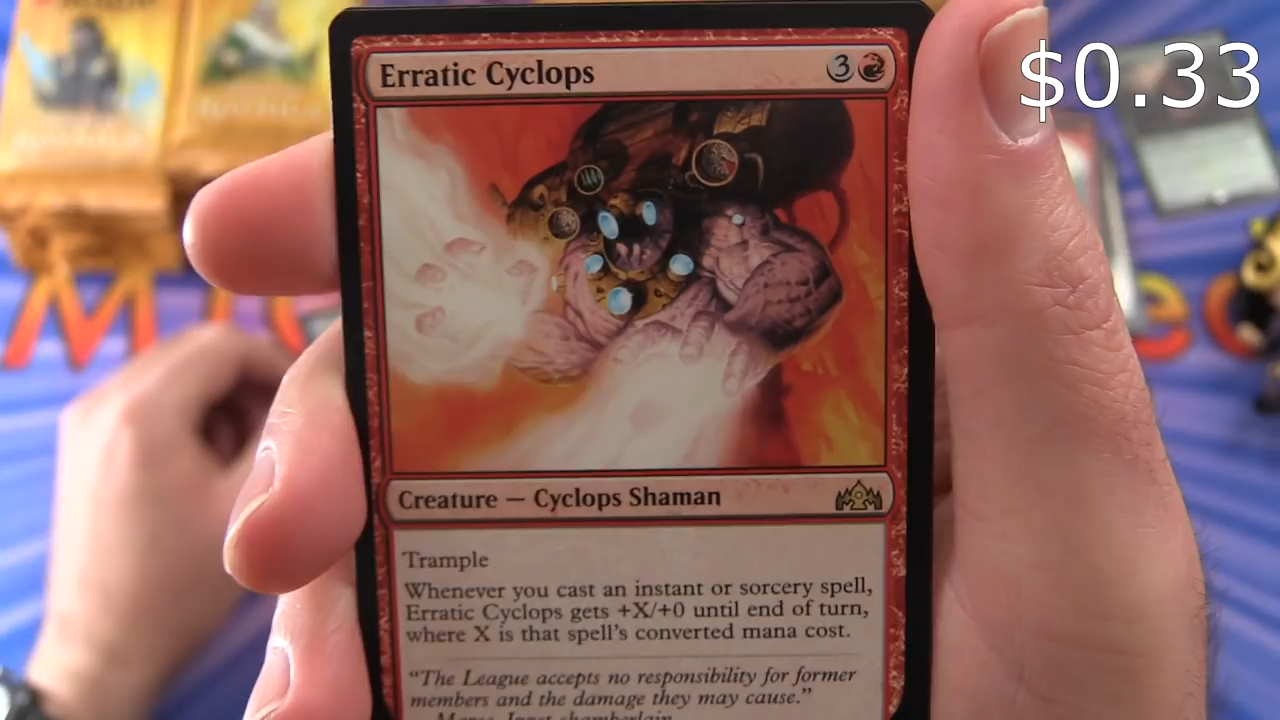 $0.33
Erratic Cyclops
3
Creature — Cyclops Shaman
Trample
Whenever you cast an instant or sorcery spell,
Erratic Cyclops gets +X/+0 until end of turn,
where X is that spell's converted mana cost.
"The League accepts no responsibility for former
members and the damage they may cause."